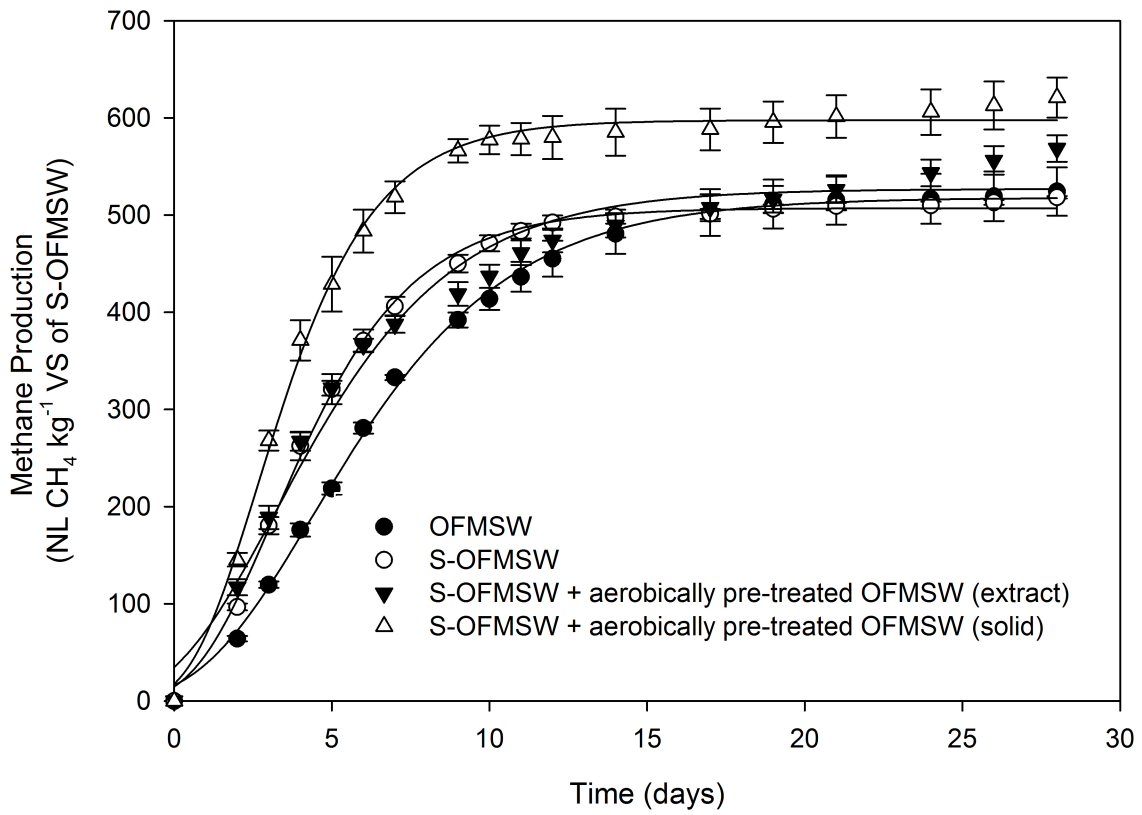 700
600
500
400
300
200
100
0
Methane Production
(NL CH₄ kg⁻¹ VS of S-OFMSW)
OFMSW
S-OFMSW
S-OFMSW + aerobically pre-treated OFMSW (extract)
S-OFMSW + aerobically pre-treated OFMSW (solid)
0 5 10 15 20 25 30
Time (days)